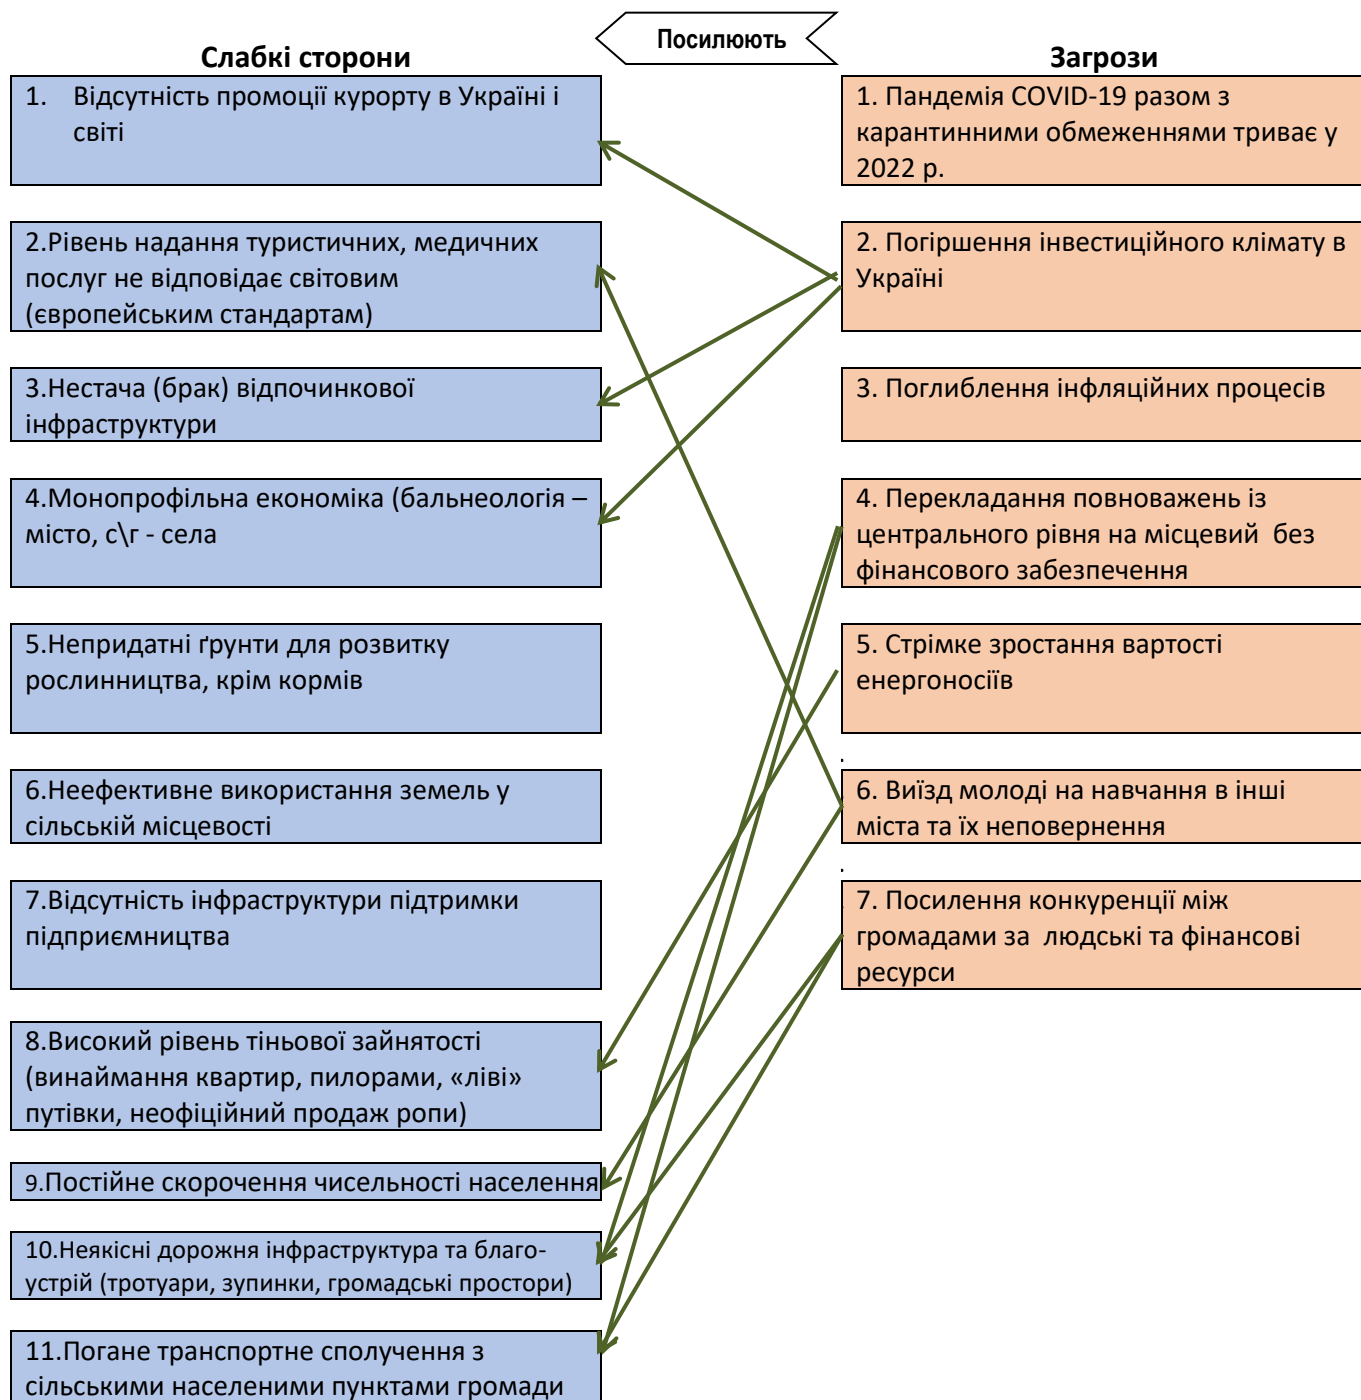 Посилюють
Слабкі сторони
1. Відсутність промоції курорту в Україні і
світі
2.Рівень надання туристичних, медичних
послуг не відповідає світовим
(європейським стандартам)
3.Нестача (брак) відпочинкової
інфраструктури
4.Монопрофільна економіка (бальнеологія –
місто, с\г - села
5.Непридатні ґрунти для розвитку
рослинництва, крім кормів
6.Неефективне використання земель у
сільській місцевості
7.Відсутність інфраструктури підтримки
підприємництва
8.Високий рівень тіньової зайнятості
(винаймання квартир, пилорами, «ліві»
путівки, неофіційний продаж ропи)
9.Постійне скорочення чисельності населення
10.Неякісні дорожня інфраструктура та благо-
устрій (тротуари, зупинки, громадські простори)
11.Погане транспортне сполучення з
сільськими населеними пунктами громади
Загрози
1. Пандемія COVID-19 разом з
карантинними обмеженнями триває у
2022 р.
2. Погіршення інвестиційного клімату в
Україні
3. Поглиблення інфляційних процесів
4. Перекладання повноважень із
центрального рівня на місцевий без
фінансового забезпечення
5. Стрімке зростання вартості
енергоносіїв
6. Виїзд молоді на навчання в інші
міста та їх неповернення
7. Посилення конкуренції між
громадами за людські та фінансові
ресурси